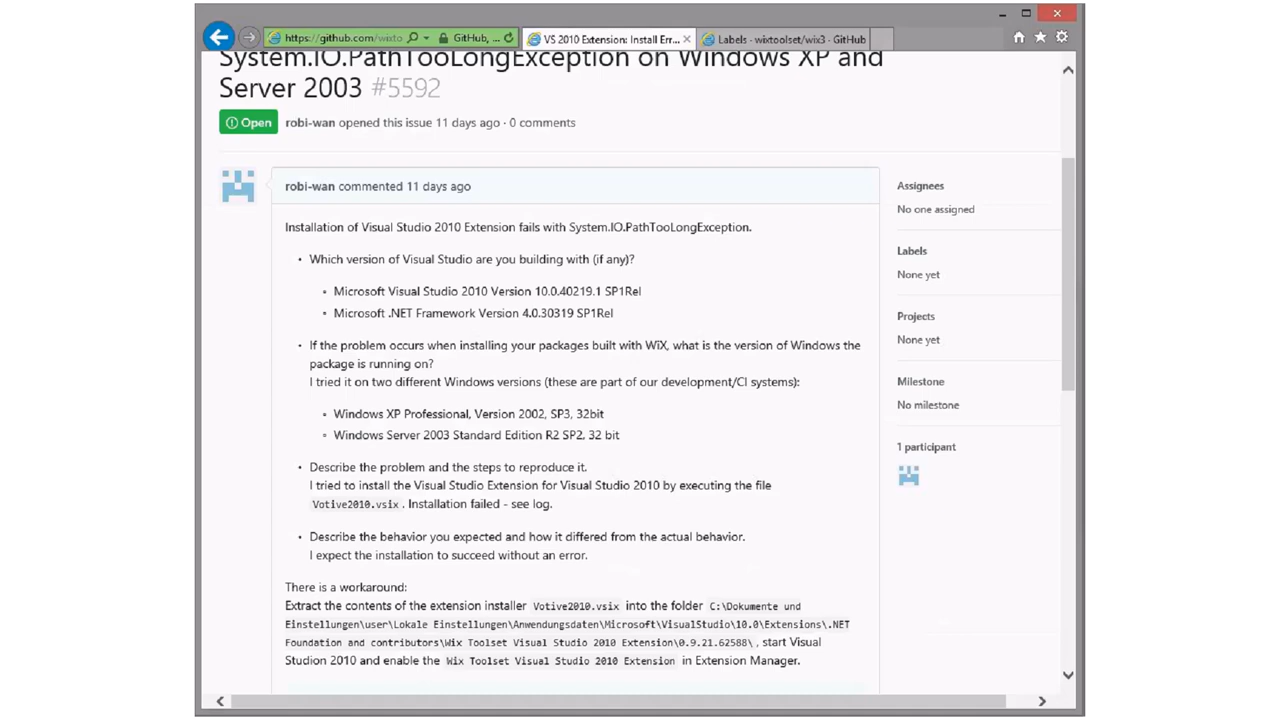 https://github.com/wixto
GitHub, ...
VS 2010 Extension: Install Err...
Labels - wixtoolset/wix3 - GitHub
System.IO.PathTooLongException on Windows XP and
Server 2003 #5592
Open
robi-wan opened this issue 11 days ago · 0 comments
robi-wan commented 11 days ago
Installation of Visual Studio 2010 Extension fails with System.IO.PathTooLongException.
• Which version of Visual Studio are you building with (if any)?
▫ Microsoft Visual Studio 2010 Version 10.0.40219.1 SP1Rel
▫ Microsoft .NET Framework Version 4.0.30319 SP1Rel
• If the problem occurs when installing your packages built with WiX, what is the version of Windows the
package is running on?
I tried it on two different Windows versions (these are part of our development/CI systems):
▫ Windows XP Professional, Version 2002, SP3, 32bit
▫ Windows Server 2003 Standard Edition R2 SP2, 32 bit
• Describe the problem and the steps to reproduce it.
I tried to install the Visual Studio Extension for Visual Studio 2010 by executing the file
Votive2010.vsix. Installation failed - see log.
• Describe the behavior you expected and how it differed from the actual behavior.
I expect the installation to succeed without an error.
There is a workaround:
Extract the contents of the extension installer Votive2010.vsix into the folder C:\Dokumente und
Einstellungen\user\Lokale Einstellungen\Anwendungsdaten\Microsoft\VisualStudio\10.0\Extensions\.NET
Foundation and contributors\Wix Toolset Visual Studio 2010 Extension\0.9.21.62588\, start Visual
Studion 2010 and enable the Wix Toolset Visual Studio 2010 Extension in Extension Manager.
Assignees
No one assigned
Labels
None yet
Projects
None yet
Milestone
No milestone
1 participant